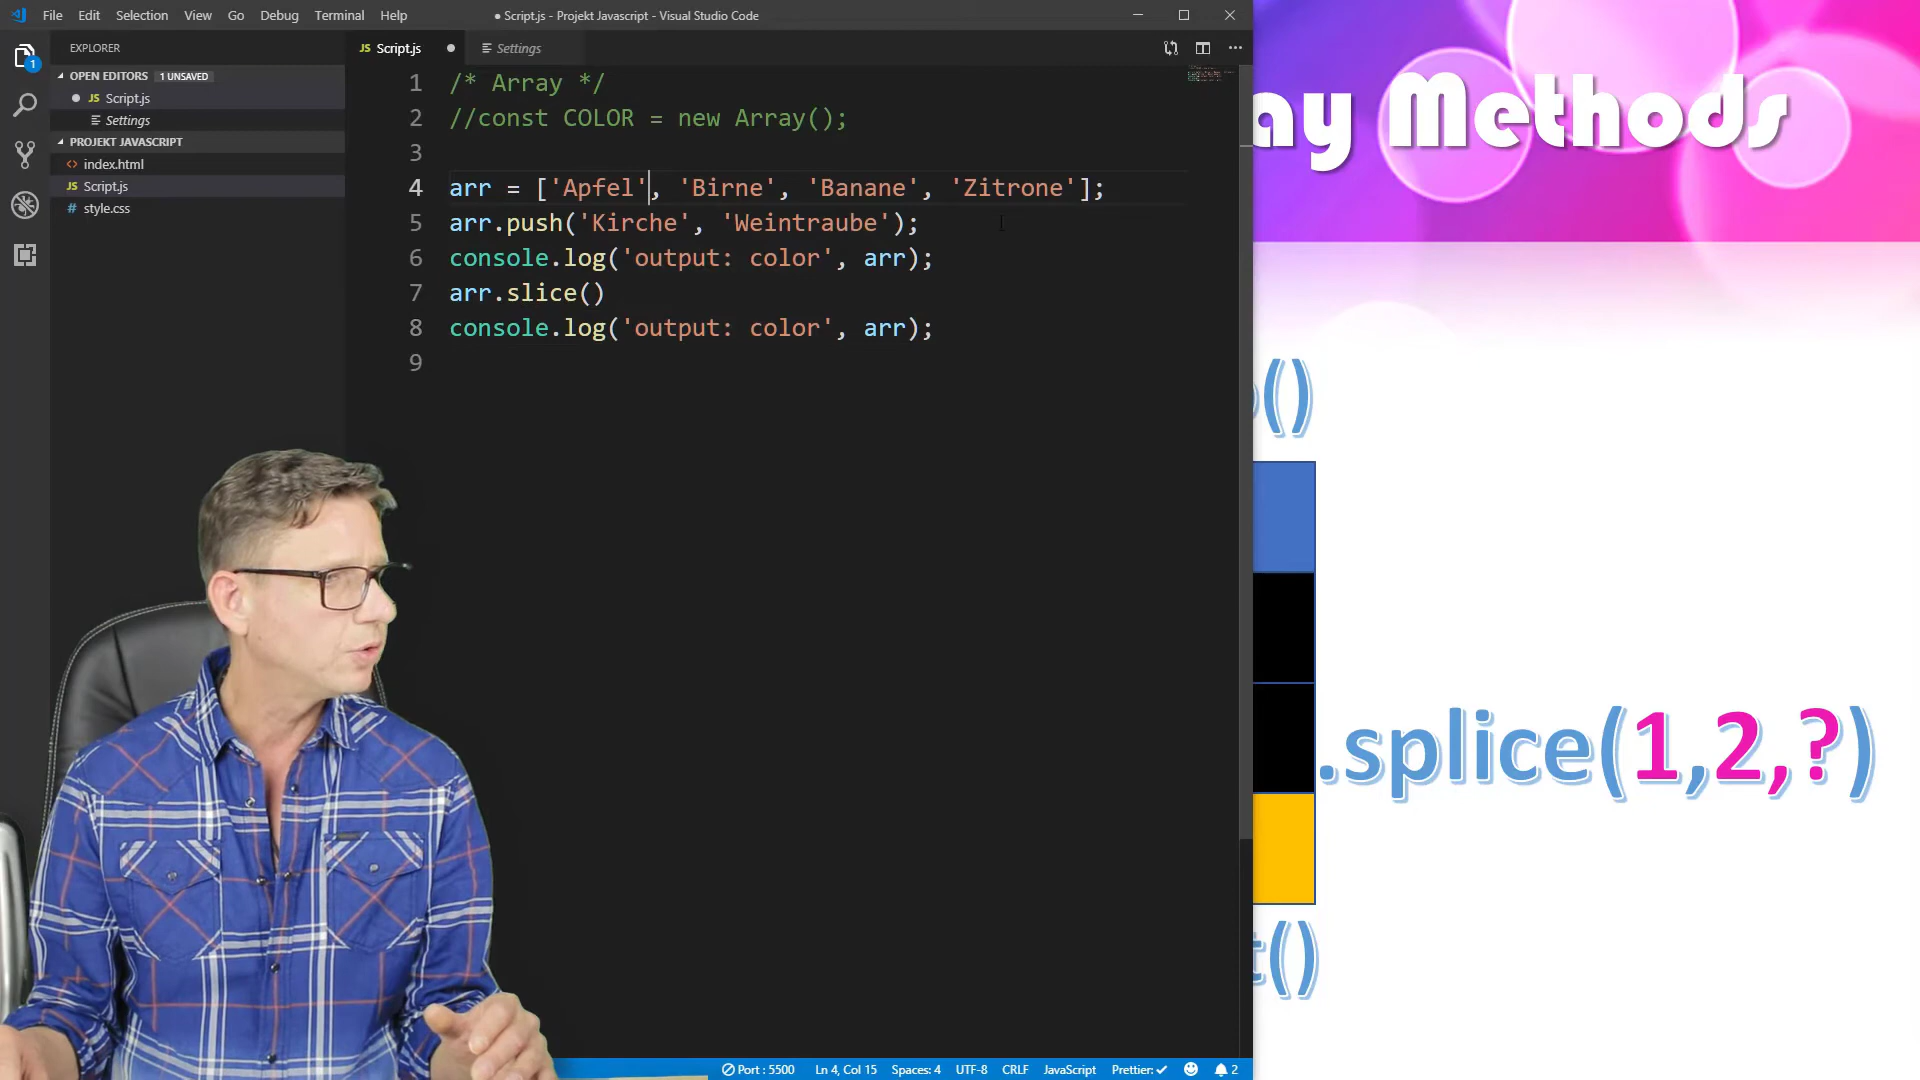 File Edit Selection View Go Debug Terminal Help
● Script.js - Projekt Javascript - Visual Studio Code
EXPLORER
OPEN EDITORS 1 UNSAVED
JS Script.js
Settings
PROJEKT JAVASCRIPT
<> index.html
JS Script.js
# style.css
1
JS Script.js
Settings
1 /* Array */
2 //const COLOR = new Array();
3
4 arr = ['Apfel', 'Birne', 'Banane', 'Zitrone'];
5 arr.push('Kirche', 'Weintraube');
6 console.log('output: color', arr);
7 arr.slice()
8 console.log('output: color', arr);
9
Port : 5500 Ln 4, Col 15 Spaces: 4 UTF-8 CRLF JavaScript Prettier: ✓ 2
ay Methods
()
.splice(1,2,?)
t()